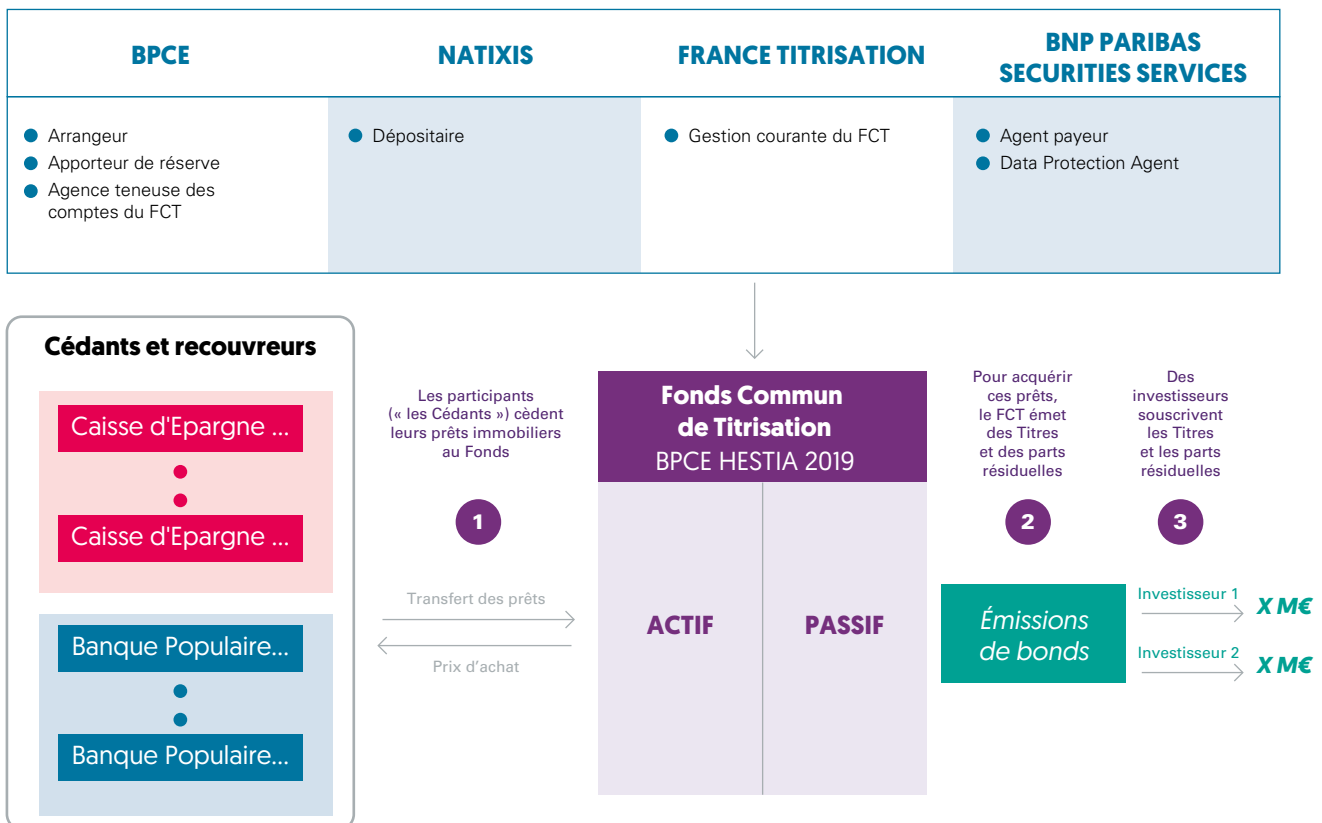 BPCE
NATIXIS
FRANCE TITRISATION
BNP PARIBAS
SECURITIES SERVICES
Arrangeur
Apporteur de réserve
Agence teneuse des
comptes du FCT
Dépositaire
Gestion courante du FCT
Agent payeur
Data Protection Agent
Cédants et recouvreurs
Caisse d'Epargne ...
Caisse d'Epargne ...
Banque Populaire...
Banque Populaire...
Les participants
(« les Cédants ») cèdent
leurs prêts immobiliers
au Fonds
1
Transfert des prêts
Prix d’achat
Fonds Commun
de Titrisation
BPCE HESTIA 2019
ACTIF
PASSIF
Pour acquérir
ces prêts,
le FCT émet
des Titres
et des parts
résiduelles
2
Des
investisseurs
souscrivent
les Titres
et les parts
résiduelles
3
Émissions
de bonds
Investisseur 1
X M€
Investisseur 2
X M€